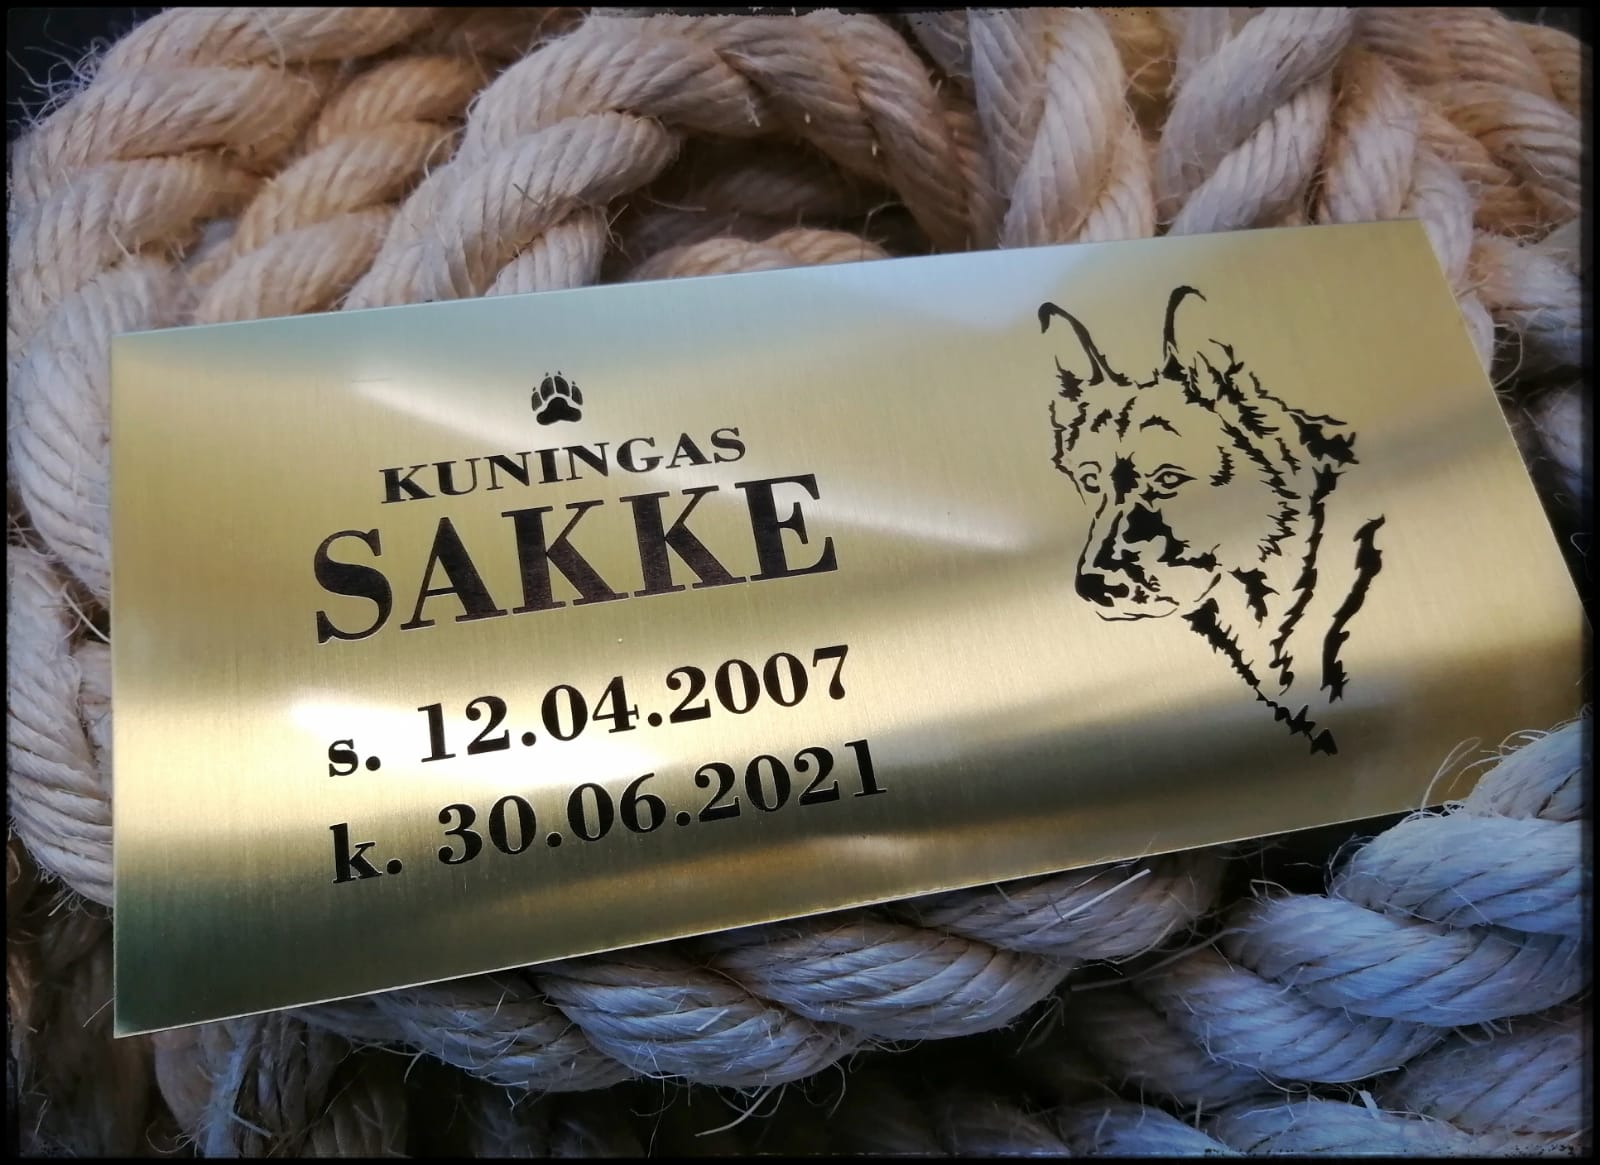 KUNINGAS
SAKKE
s. 12.04.2007
k. 30.06.2021